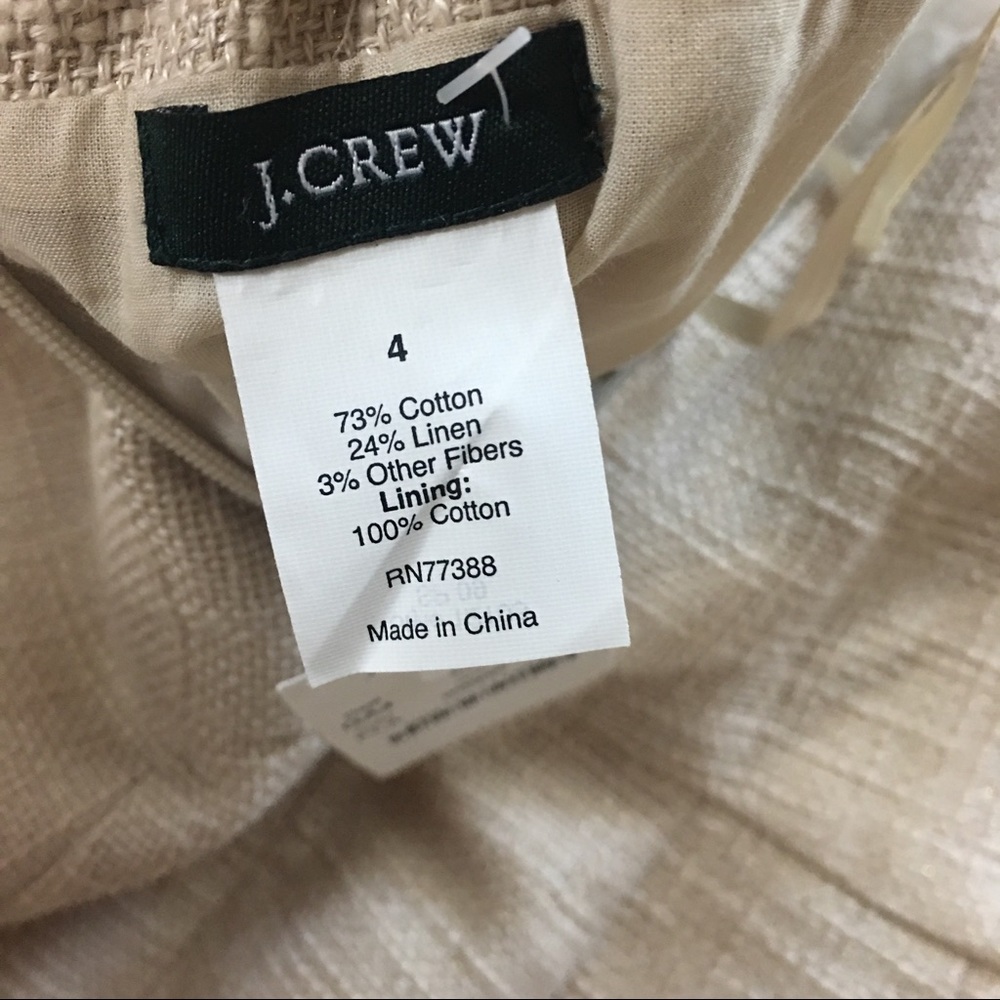 J.CREW
4
73% Cotton
24% Linen
3% Other Fibers
Lining:
100% Cotton
RN77388
Made in China